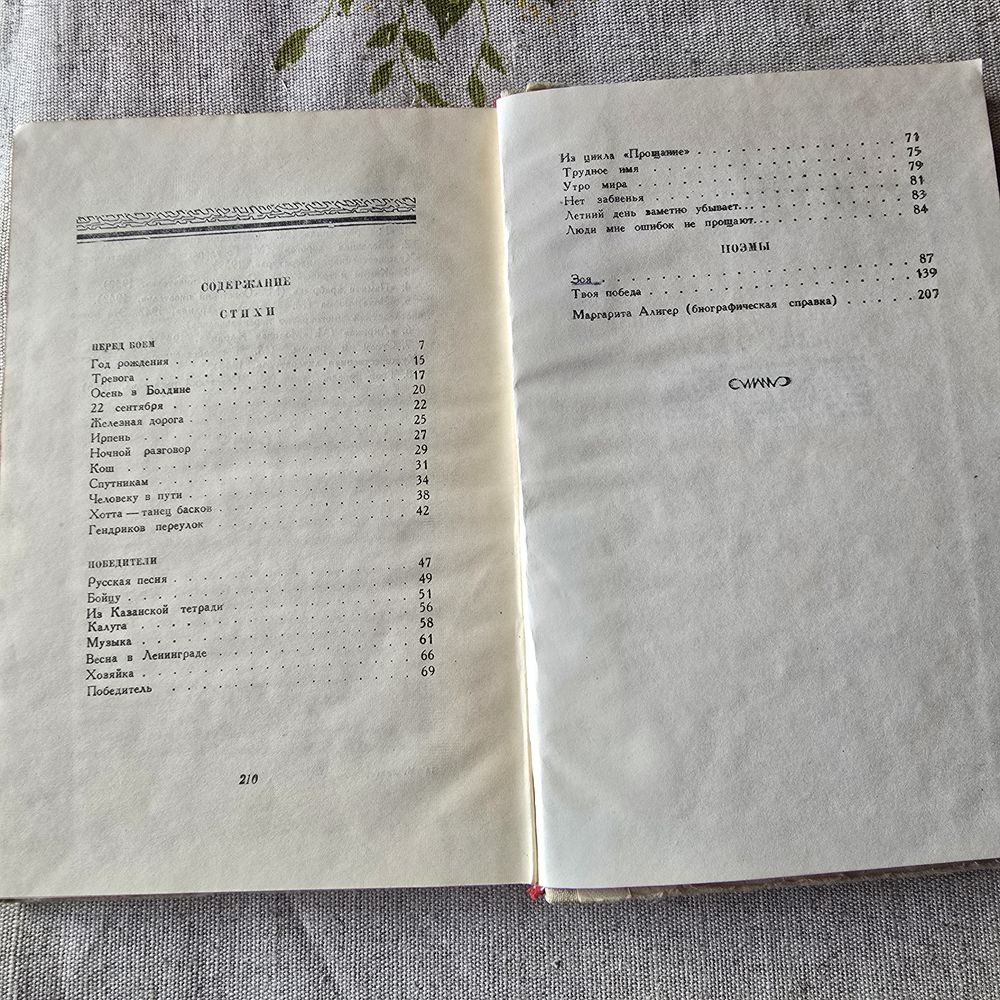 СОДЕРЖАНИЕ
СТИХИ
ПЕРЕД БОЕМ
Год рождения . . . 7
Тревога . . . 15
Осень в Болдине . . . 17
22 сентября . . . 20
Железная дорога . . . 22
Ирпень . . . 25
Ночной разговор . . . 27
Кош . . . 29
Спутникам . . . 31
Человеку в пути . . . 34
Хотта — танец басков . . . 38
Гендриков переулок . . . 42
ПОБЕДИТЕЛИ
Русская песня . . . 47
Бойцу . . . 49
Из Казанской тетради . . . 51
Калуга . . . 56
Музыка . . . 58
Весна в Ленинграде . . . 61
Хозяйка . . . 66
Победитель . . . 69
210
Из цикла «Прощание» . . . 71
Трудное имя . . . 75
Утро мира . . . 79
Нет забвенья . . . 81
Летний день заметно убывает... . . . 83
Люди мне ошибок не прощают... . . . 84
ПОЭМЫ
Зоя . . . 87
Твоя победа . . . 139
Маргарита Алигер (биографическая справка) . . . 207